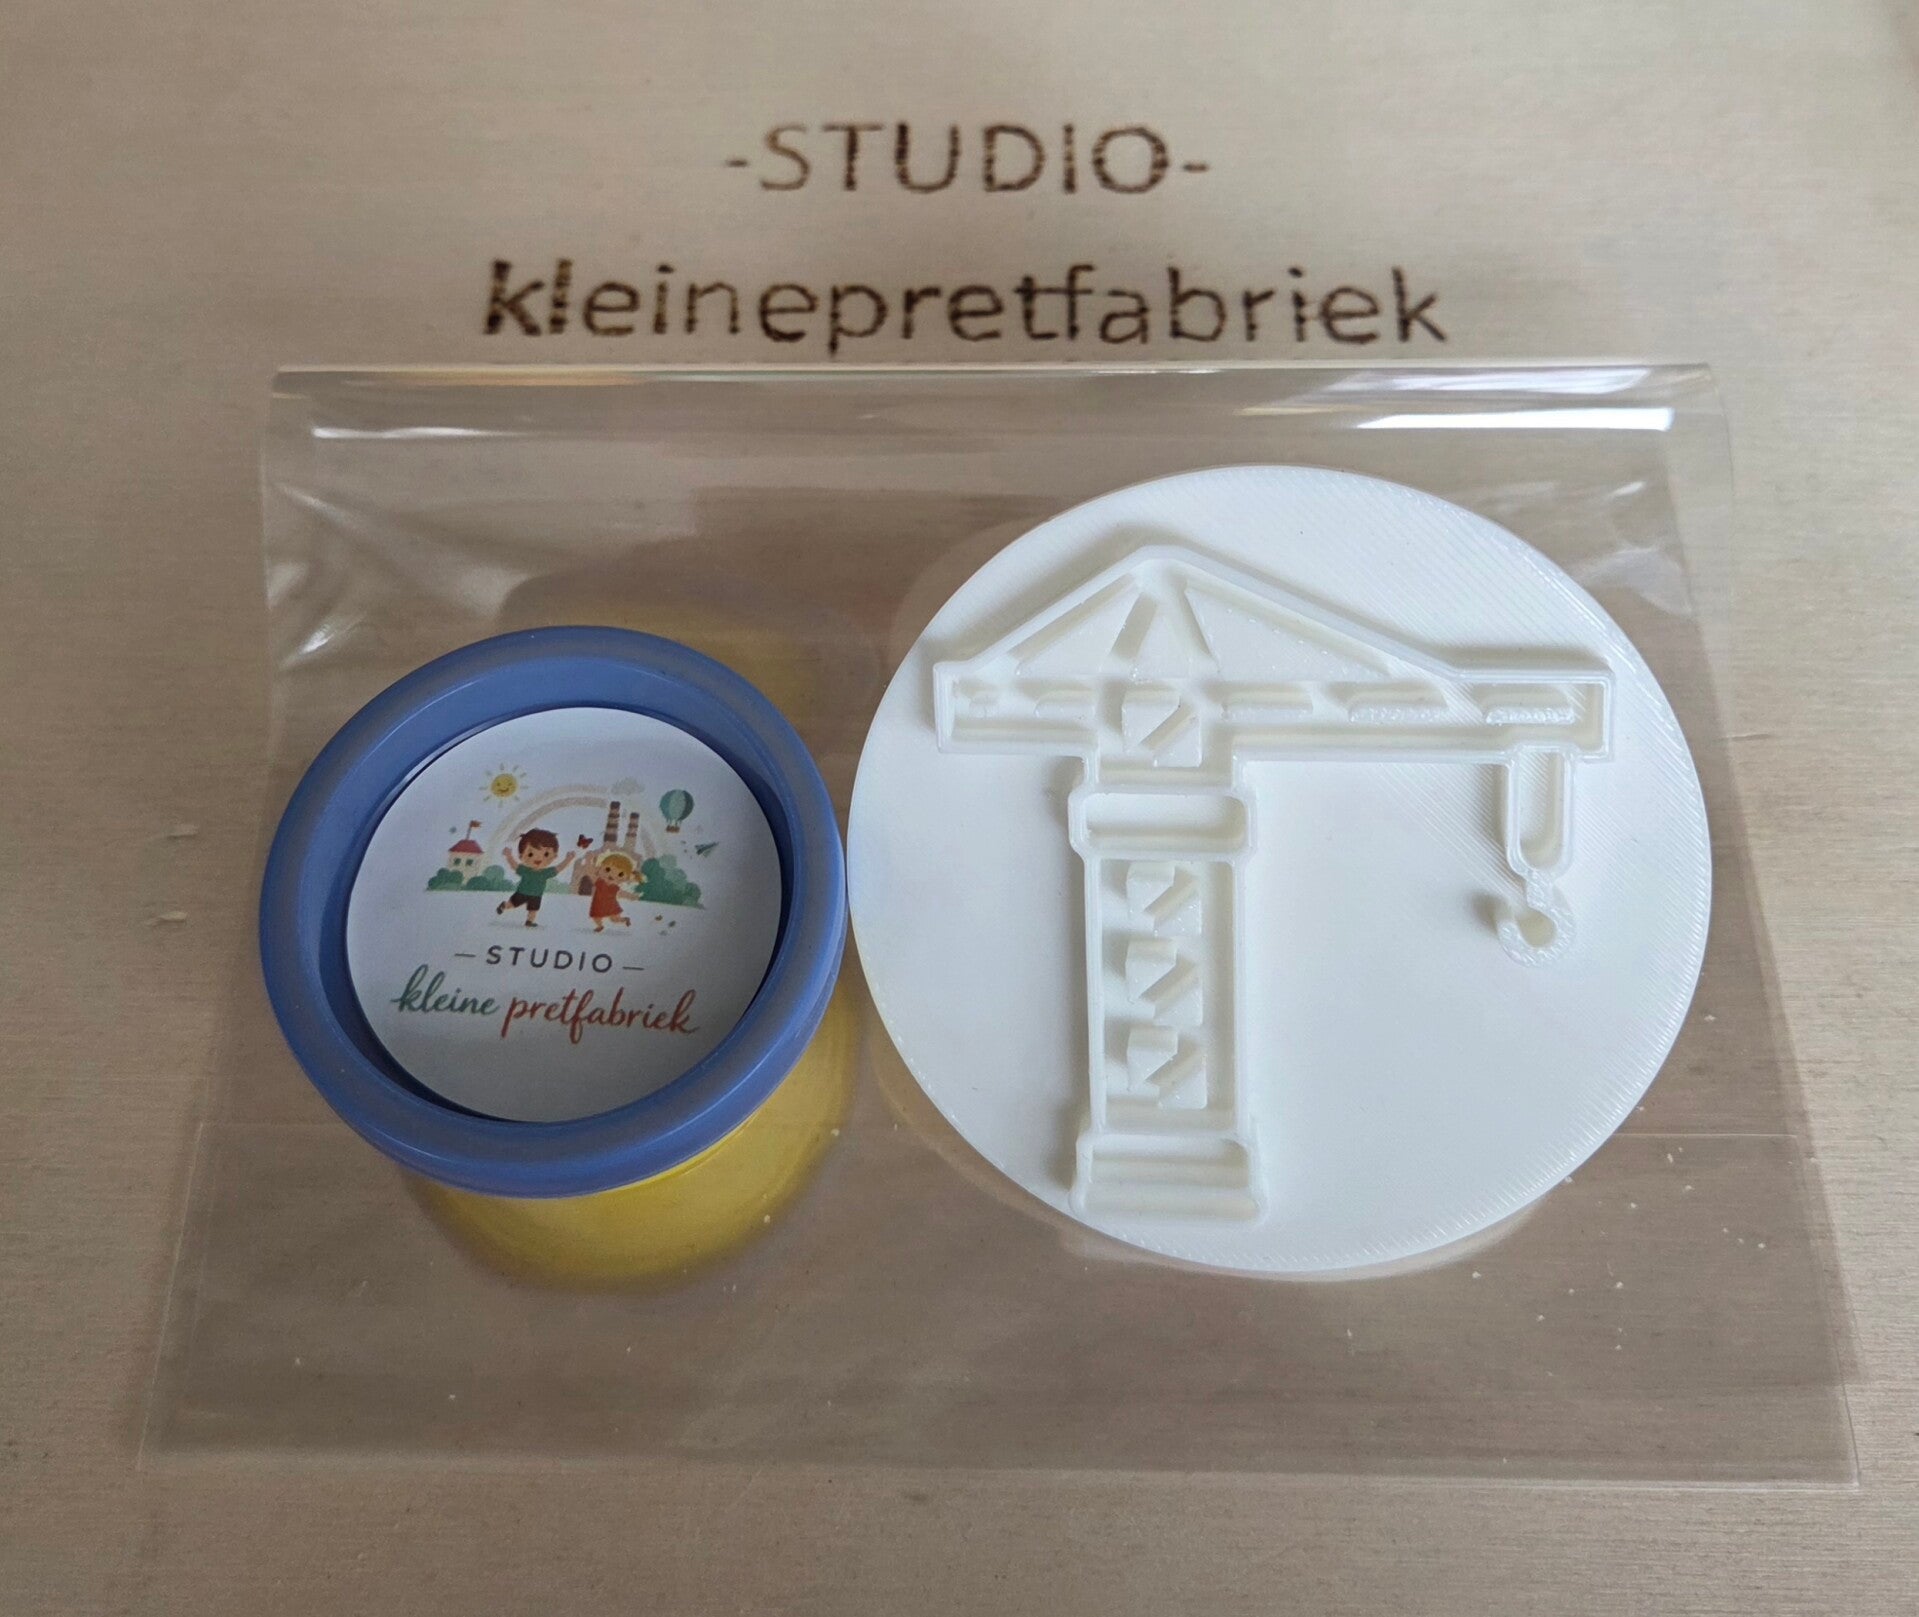 -STUDIO-
kleinepretfabriek
– STUDIO –
kleine pretfabriek